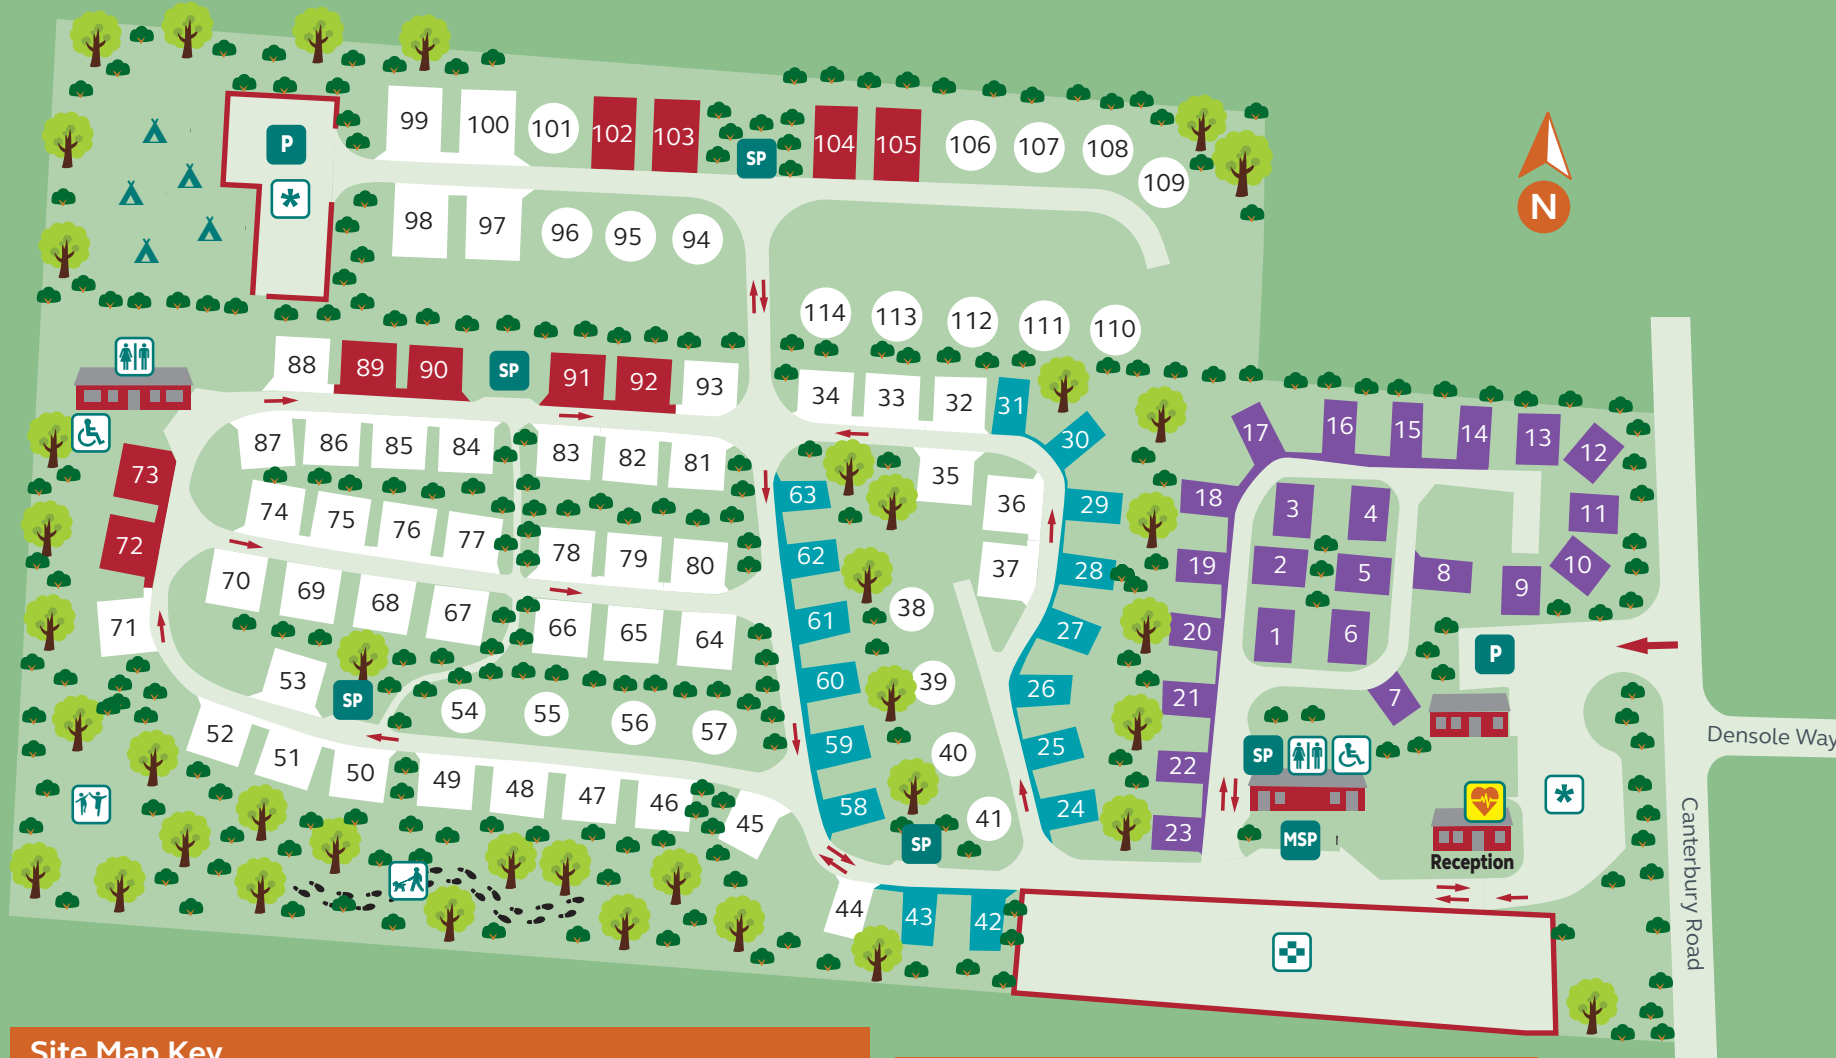 99 100 101 102 103 SP 104 105 106 107 108
109
P
98 97 96 95 94
N
114 113 112 111 110
88 89 90 SP 91 92 93 34 33 32 31
30
87 86 85 84 83 82 81 35 36 29
17 16 15 14 13 12
73
63
18 3 4 11
74 75 76 77 78 79 80 62 37 28
72
19 2 5 8 9 10
70 69 68 67 66 65 64 61 38 27
71
20 1 6
P
53 SP 54 55 56 57 60 39 26
21 7
52 51 50 49 48 47 46 45 59 40 25
Densole Way
SP
22
58 41 24
23
SP
MSP
Reception
Canterbury Road
44 43 42
Site Map Key